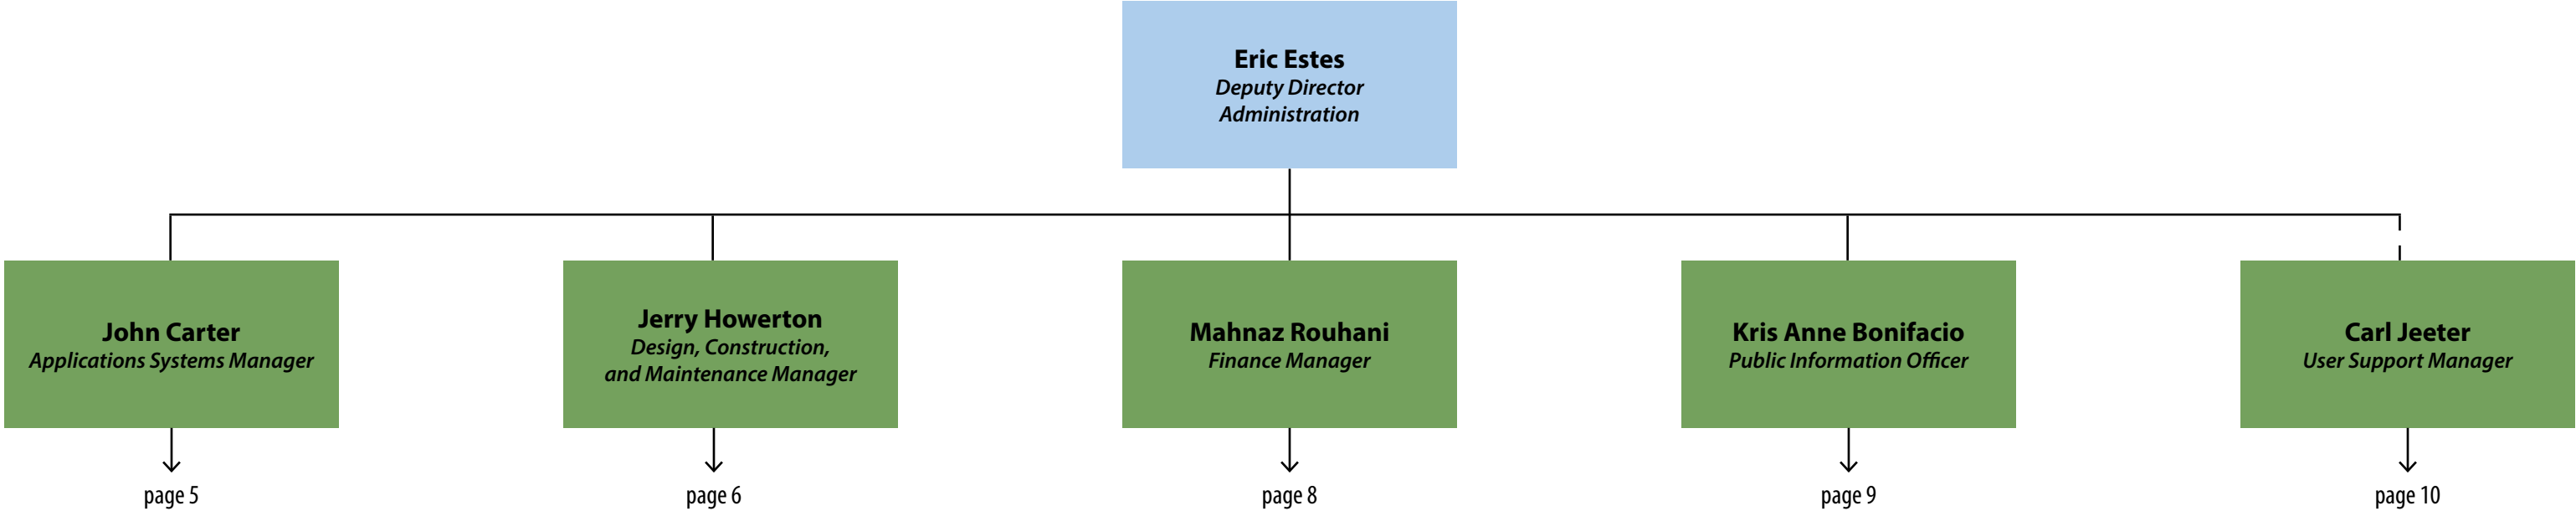 Eric Estes
Deputy Director
Administration
John Carter
Applications Systems Manager
Jerry Howerton
Design, Construction,
and Maintenance Manager
Mahnaz Rouhani
Finance Manager
Kris Anne Bonifacio
Public Information Officer
Carl Jeeter
User Support Manager
page 5
page 6
page 8
page 9
page 10